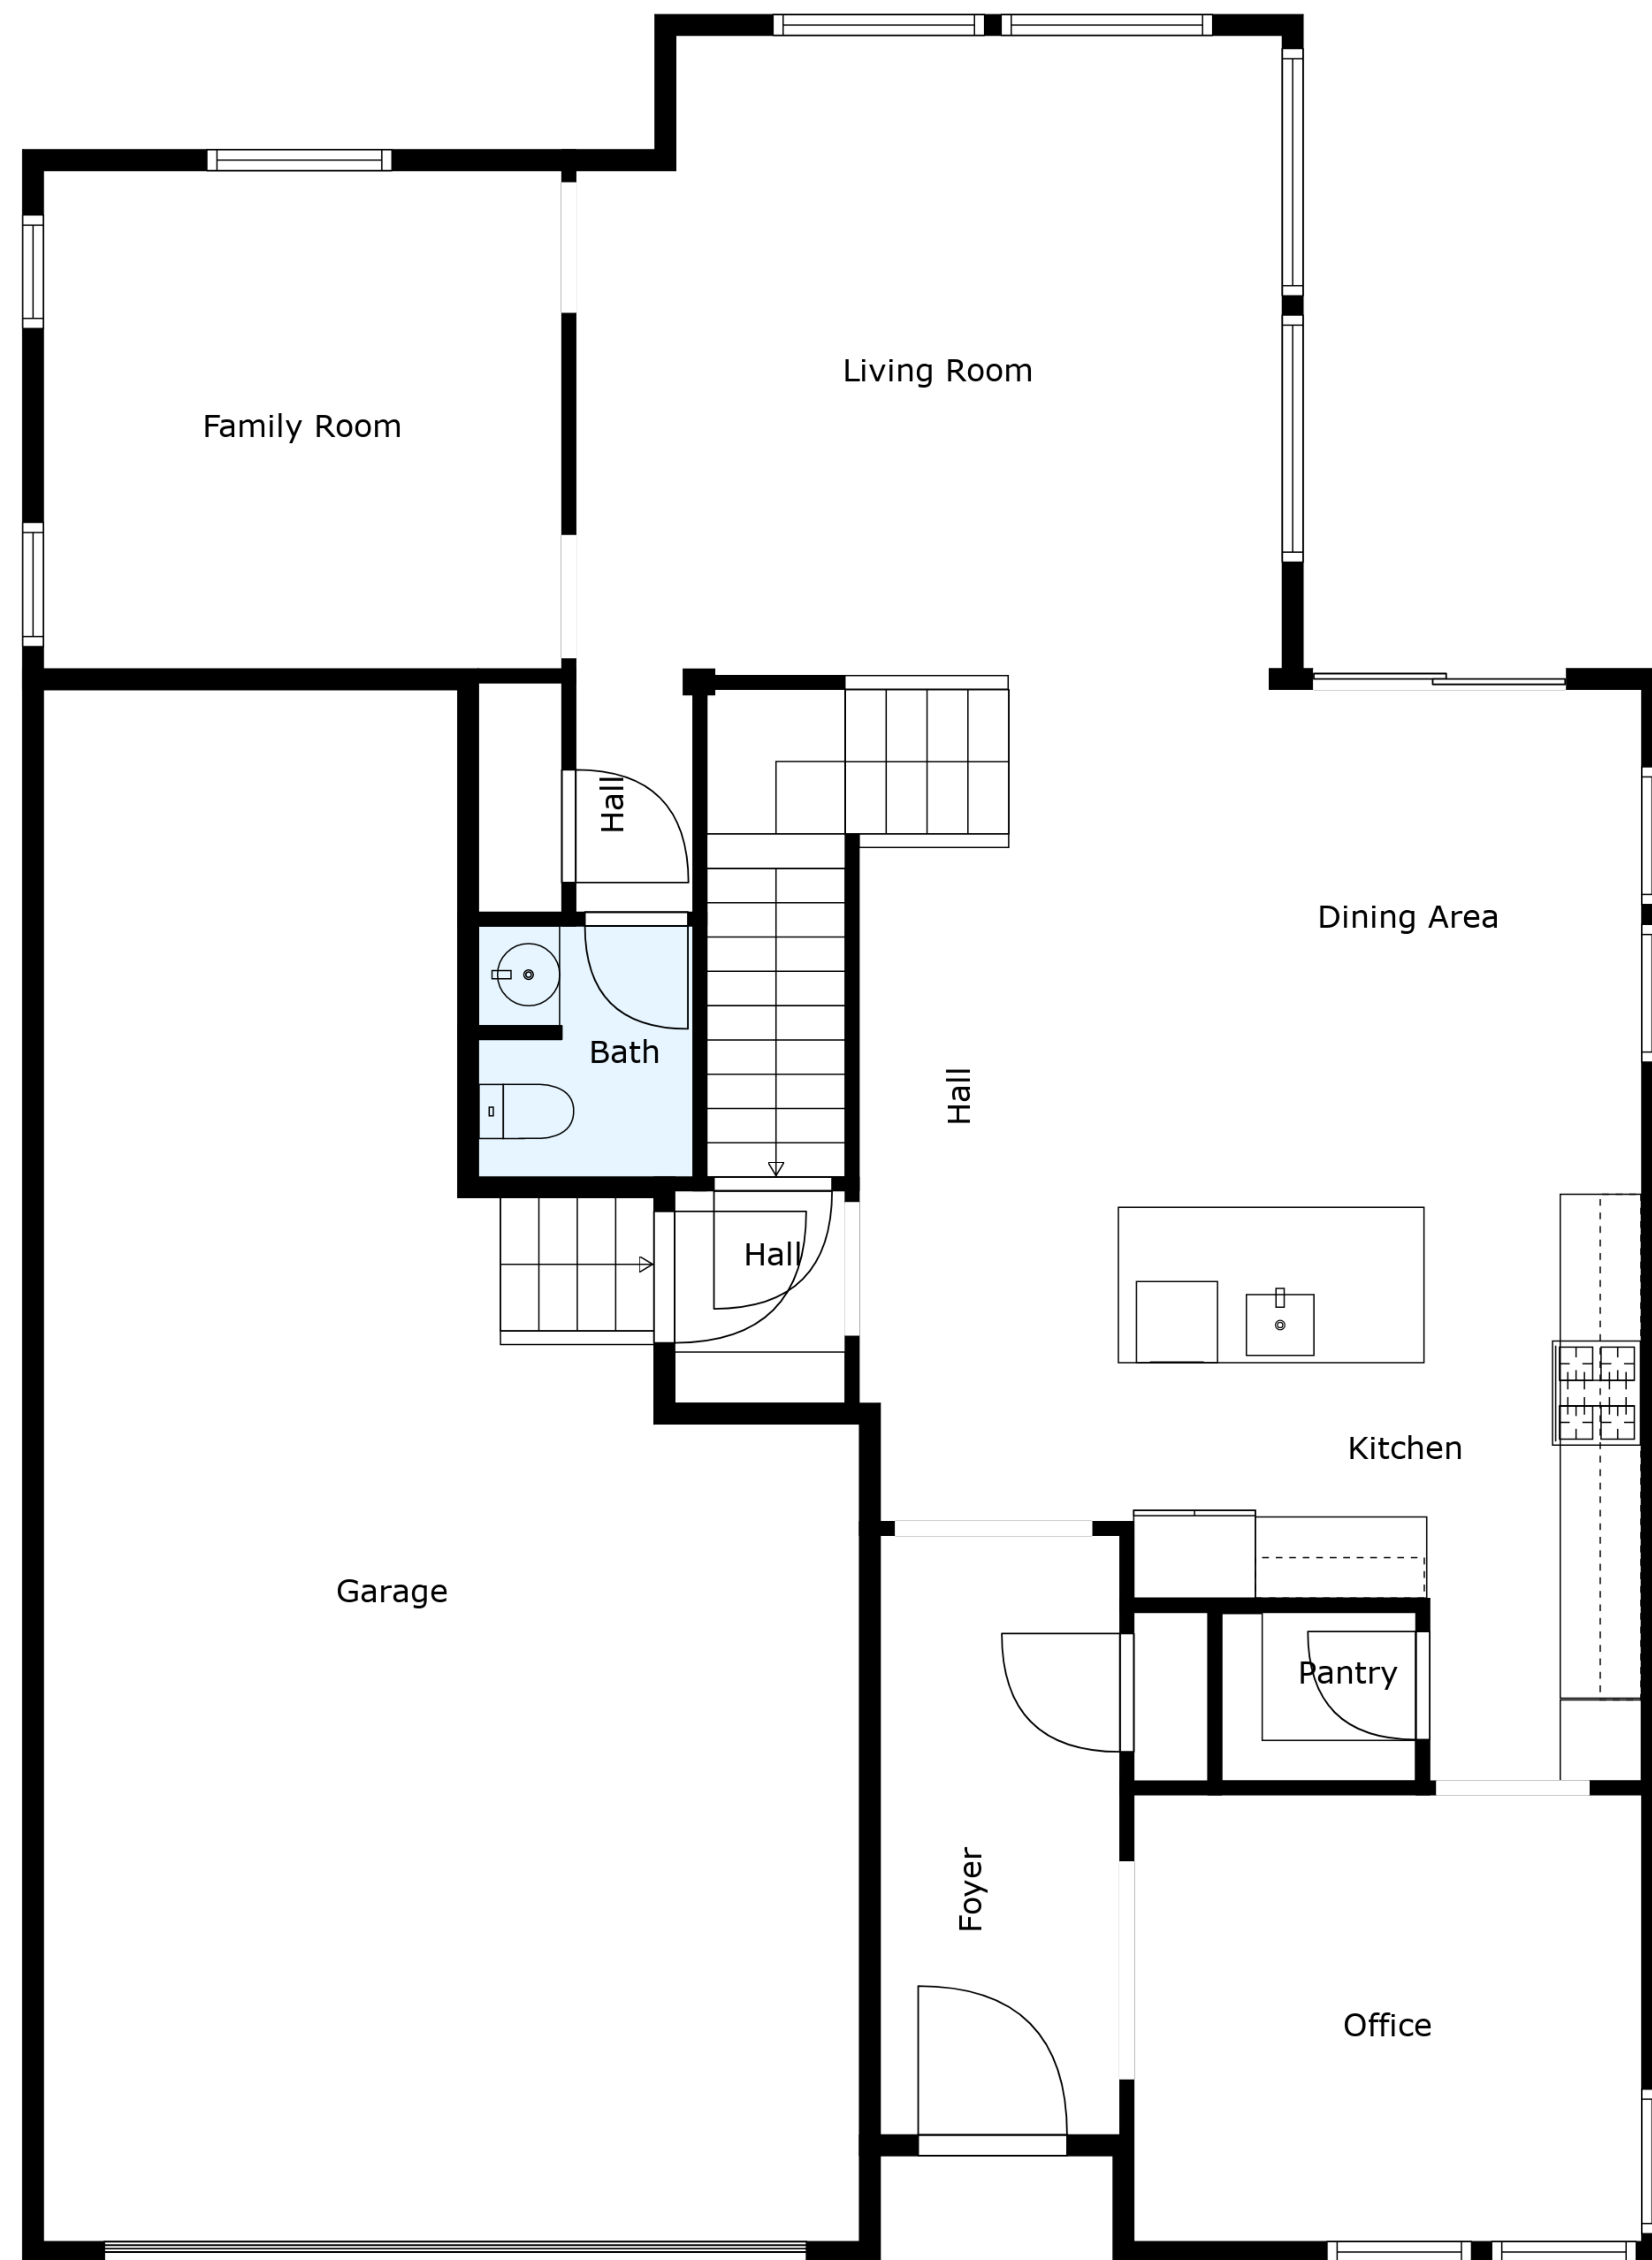 Living Room
Family Room
Hall
Dining Area
Bath
Hall
Hall
Kitchen
Garage
Pantry
Foyer
Office